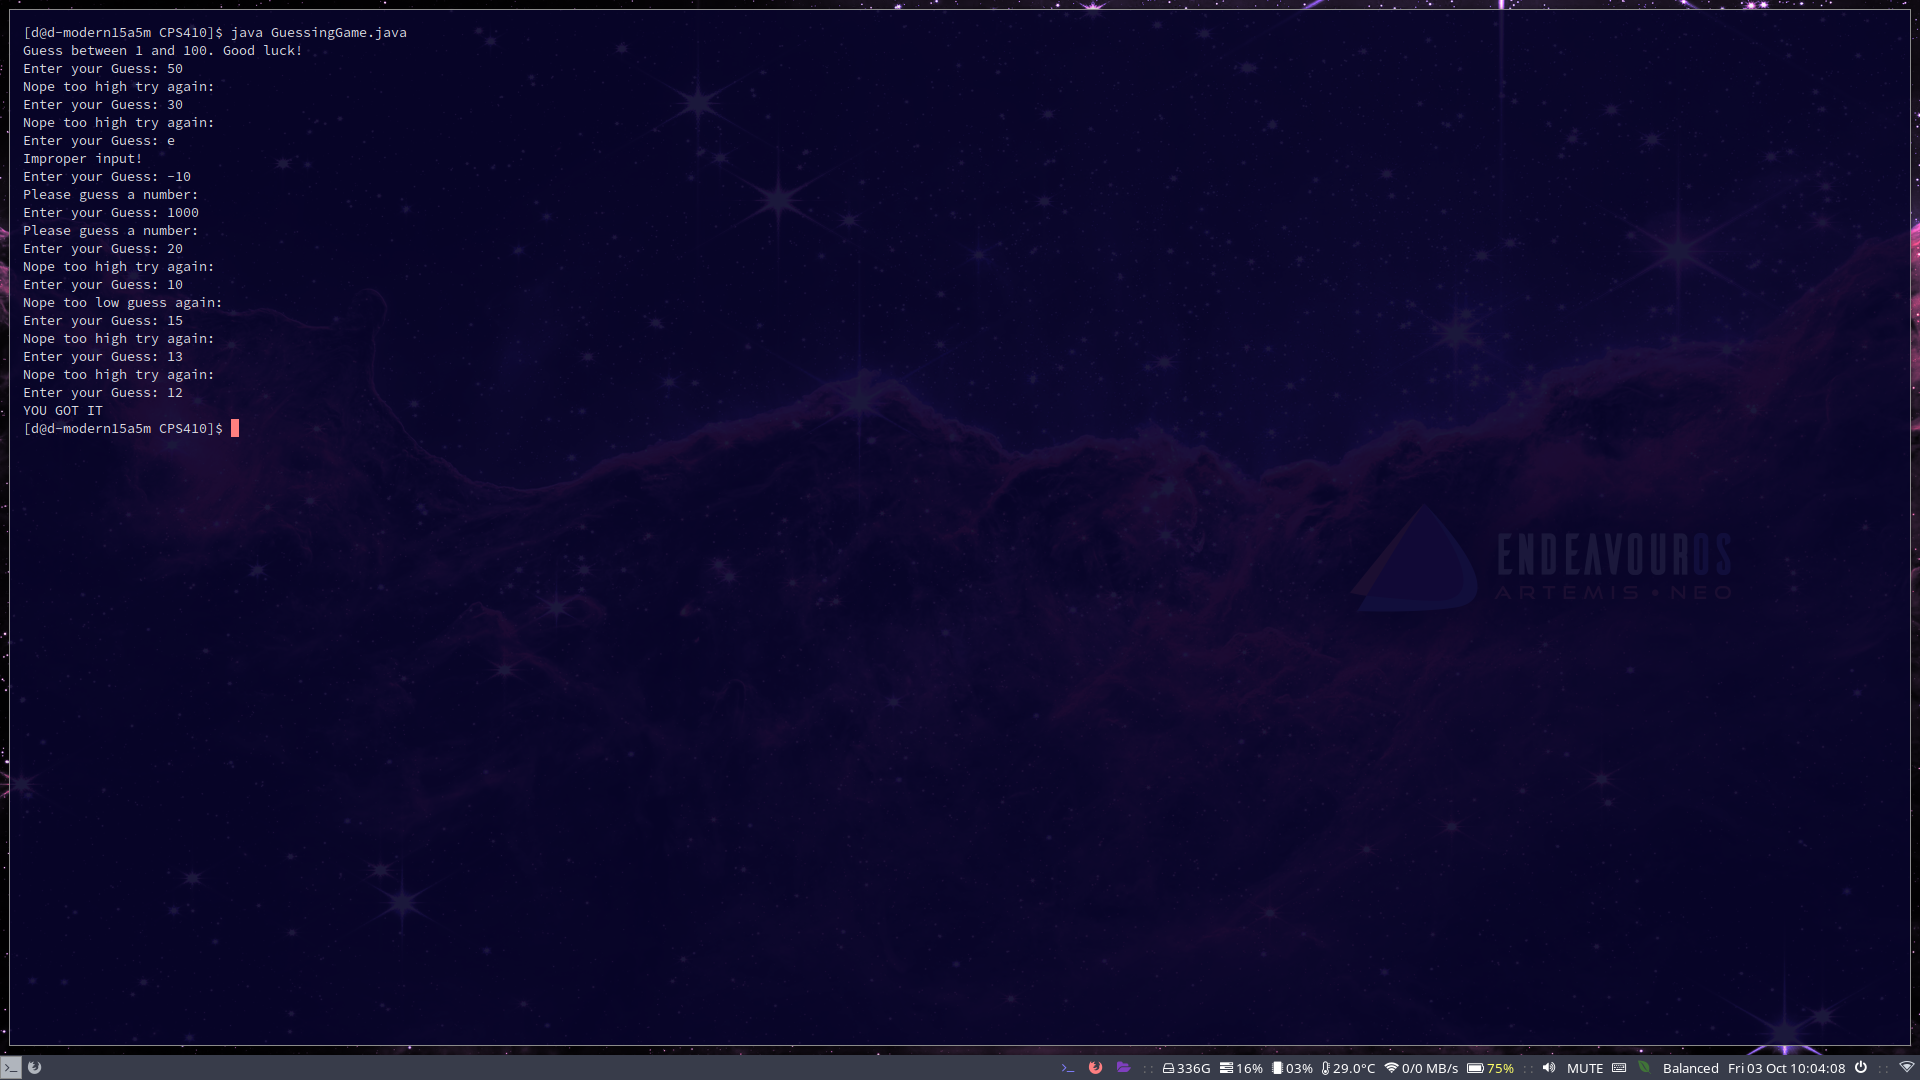 [d@d-modern15a5m CPS410]$ java GuessingGame.java
Guess between 1 and 100. Good luck!
Enter your Guess: 50
Nope too high try again:
Enter your Guess: 30
Nope too high try again:
Enter your Guess: e
Improper input!
Enter your Guess: -10
Please guess a number:
Enter your Guess: 1000
Please guess a number:
Enter your Guess: 20
Nope too high try again:
Enter your Guess: 10
Nope too low guess again:
Enter your Guess: 15
Nope too high try again:
Enter your Guess: 13
Nope too high try again:
Enter your Guess: 12
YOU GOT IT
[d@d-modern15a5m CPS410]$
ENDEAVOUROS
ARTEMIS • NEO
>_ >_ :: 336G 16% 03% 29.0°C 0/0 MB/s 75% :: MUTE Balanced Fri 03 Oct 10:04:08 ::